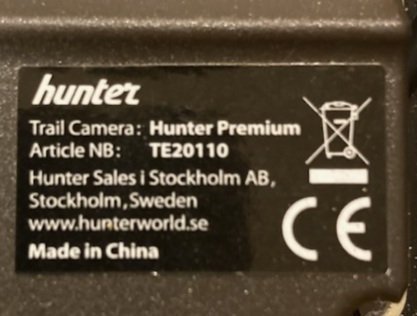 hunter
Trail Camera: Hunter Premium
Article NB: TE20110
Hunter Sales i Stockholm AB,
Stockholm,Sweden
www.hunterworld.se
Made in China
CE